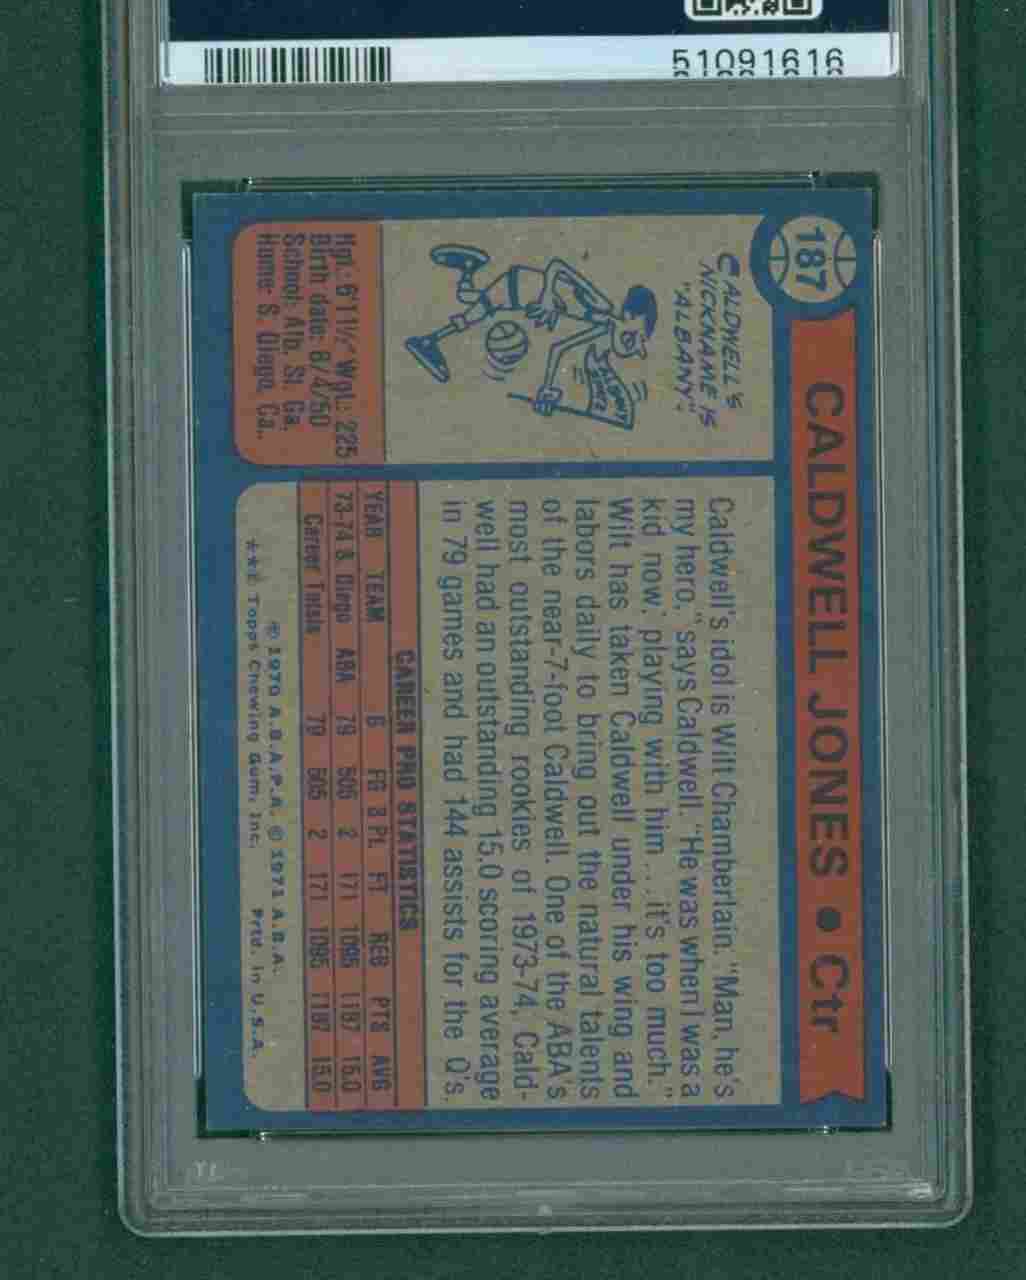 51091616
187
CALDWELL JONES • Ctr
CALDWELL'S
NICKNAME IS
"ALBANY".
ALBANY
Hgt: 6'11½" Wgt.: 225
Birth date: 8/4/50
School: Alb. St. Ga.
Home: S. Diego, Ca.
Caldwell's idol is Wilt Chamberlain. "Man, he's
my hero," says Caldwell. "He was when I was a
kid, now, playing with him . . . it's too much."
Wilt has taken Caldwell under his wing and
labors daily to bring out the natural talents
of the near-7-foot Caldwell. One of the ABA's
most outstanding rookies of 1973-74, Cald-
well had an outstanding 15.0 scoring average
in 79 games and had 144 assists for the Q's.
CAREER PRO STATISTICS
YEAR TEAM G FG 3 Pt. FT REB PTS AVG
73-74 S. Diego ABA 79 506 2 171 1095 1187 15.0
Career Totals 79 505 2 171 1095 1187 15.0
© 1970 A.B.A.P.A. © 1971 A.B.A.
★★© Topps Chewing Gum, Inc. Prtd. in U.S.A.